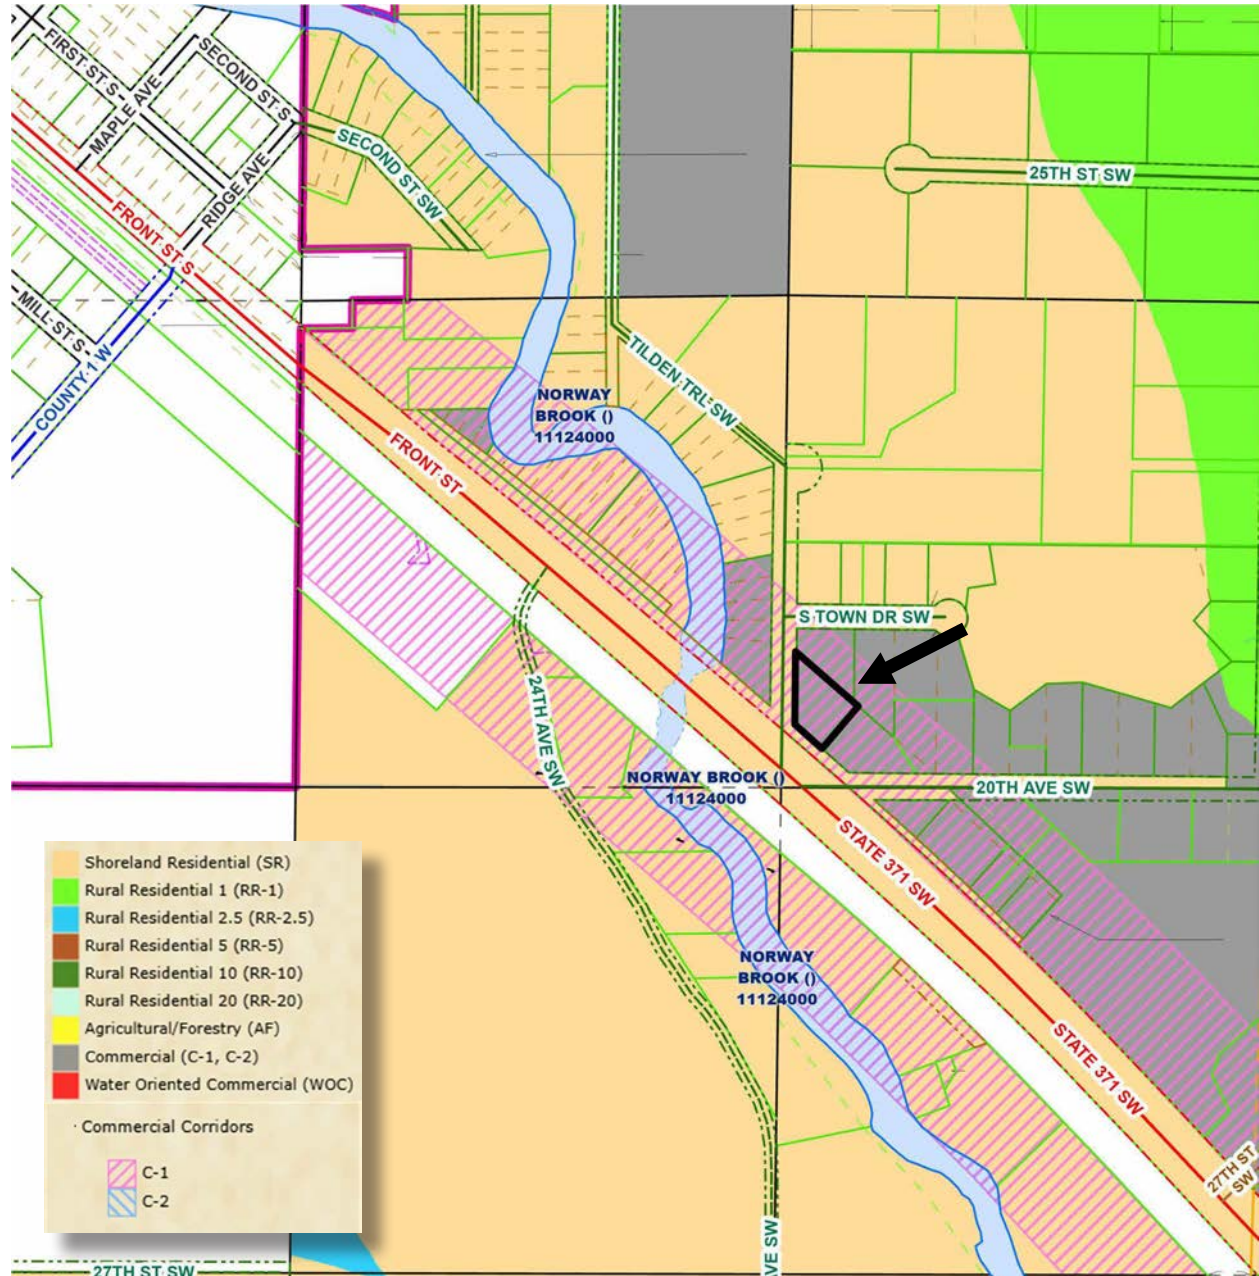 FIRST ST S
MAPLE AVE
SECOND ST S
RIDGE AVE
SECOND ST SW
FRONT ST S
MILL ST S
COUNTY 1 W
25TH ST SW
TILDEN TRL SW
NORWAY
BROOK ()
11124000
FRONT ST
S TOWN DR SW
24TH AVE SW
NORWAY BROOK ()
11124000
20TH AVE SW
STATE 371 SW
NORWAY
BROOK ()
11124000
STATE 371 SW
27TH ST
SW
VE SW
27TH ST SW
Shoreland Residential (SR)
Rural Residential 1 (RR-1)
Rural Residential 2.5 (RR-2.5)
Rural Residential 5 (RR-5)
Rural Residential 10 (RR-10)
Rural Residential 20 (RR-20)
Agricultural/Forestry (AF)
Commercial (C-1, C-2)
Water Oriented Commercial (WOC)
· Commercial Corridors
C-1
C-2